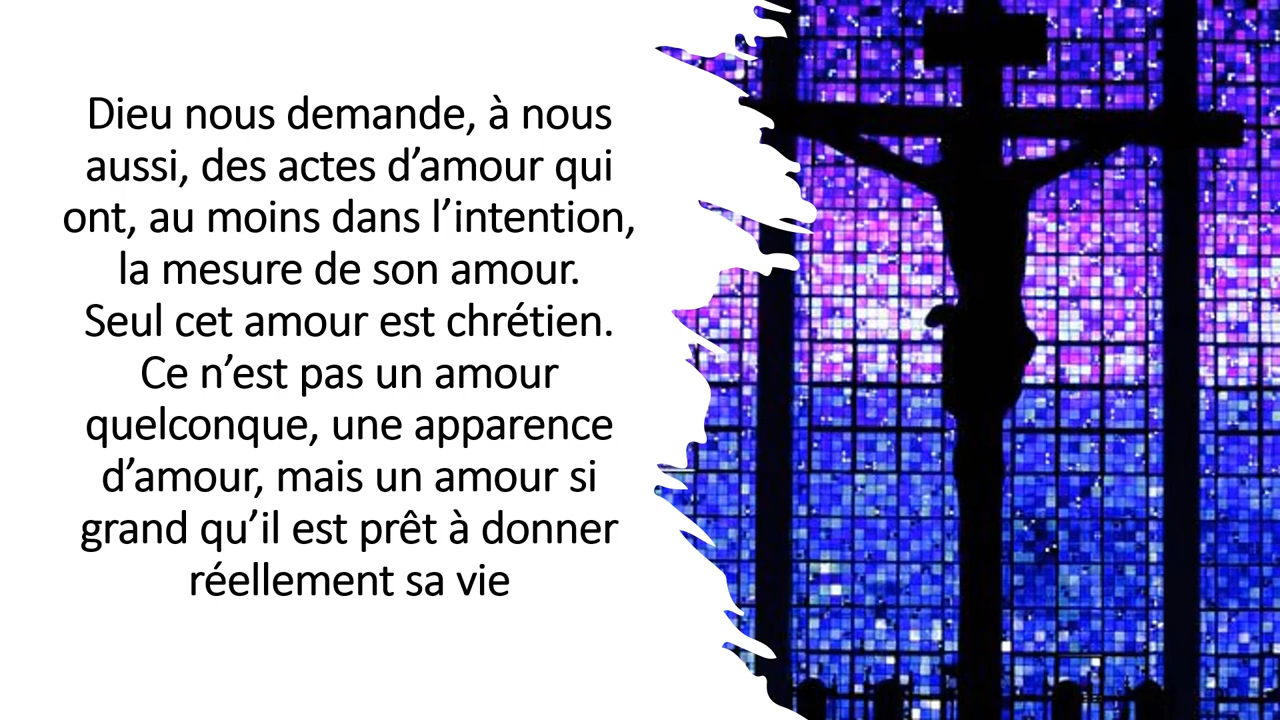 Dieu nous demande, à nous
aussi, des actes d’amour qui
ont, au moins dans l’intention,
la mesure de son amour.
Seul cet amour est chrétien.
Ce n’est pas un amour
quelconque, une apparence
d’amour, mais un amour si
grand qu’il est prêt à donner
réellement sa vie